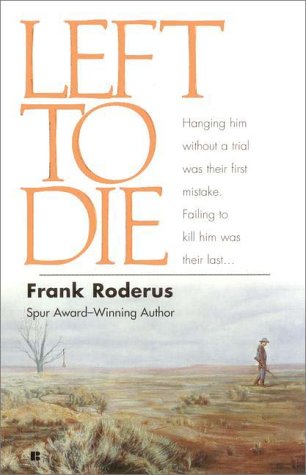 LEFT
TO
DIE
Hanging him
without a trial
was their first
mistake.
Failing to
kill him was
their last...
Frank Roderus
Spur Award–Winning Author
B